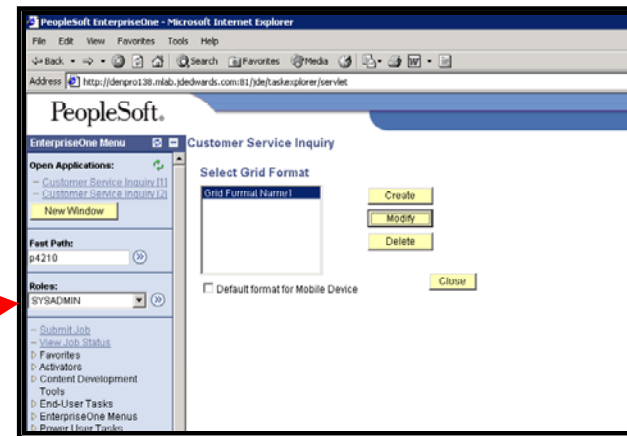 PeopleSoft EnterpriseOne - Microsoft Internet Explorer
File Edit View Favorites Tools Help
Back Search Favorites Media
Address http://denpro138.mlab.jdedwards.com:81/jde/taskexplorer/servlet
PeopleSoft.
EnterpriseOne Menu
Customer Service Inquiry
Open Applications:
– Customer Service Inquiry [1]
– Customer Service Inquiry [2]
New Window
Select Grid Format
Grid Format Name1
Create
Modify
Delete
Close
Default format for Mobile Device
Fast Path:
p4210
Roles:
SYSADMIN
– Submit Job
– View Job Status
Favorites
Activators
Content Development
Tools
End-User Tasks
EnterpriseOne Menus
Power User Tasks